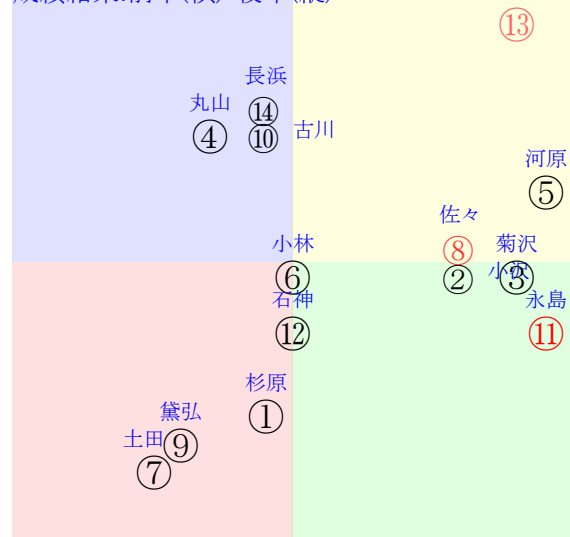 ⑬
長浜
丸山 ⑭
④ ⑩ 古川
河原
⑤
佐々
小林 ⑧ 菊沢
⑥ ② 小沢 ③
石神 永島
⑫ ⑪
杉原
①
黛弘
土田 ⑨
⑦